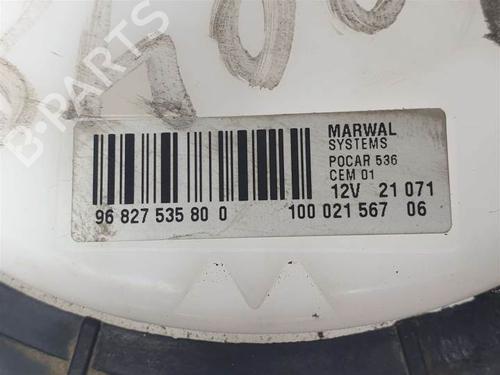 B-PARTS
MARWAL
SYSTEMS
POCAR 536
CEM 01
12V 21 071
96 827 535 80 0 100 021 567 06